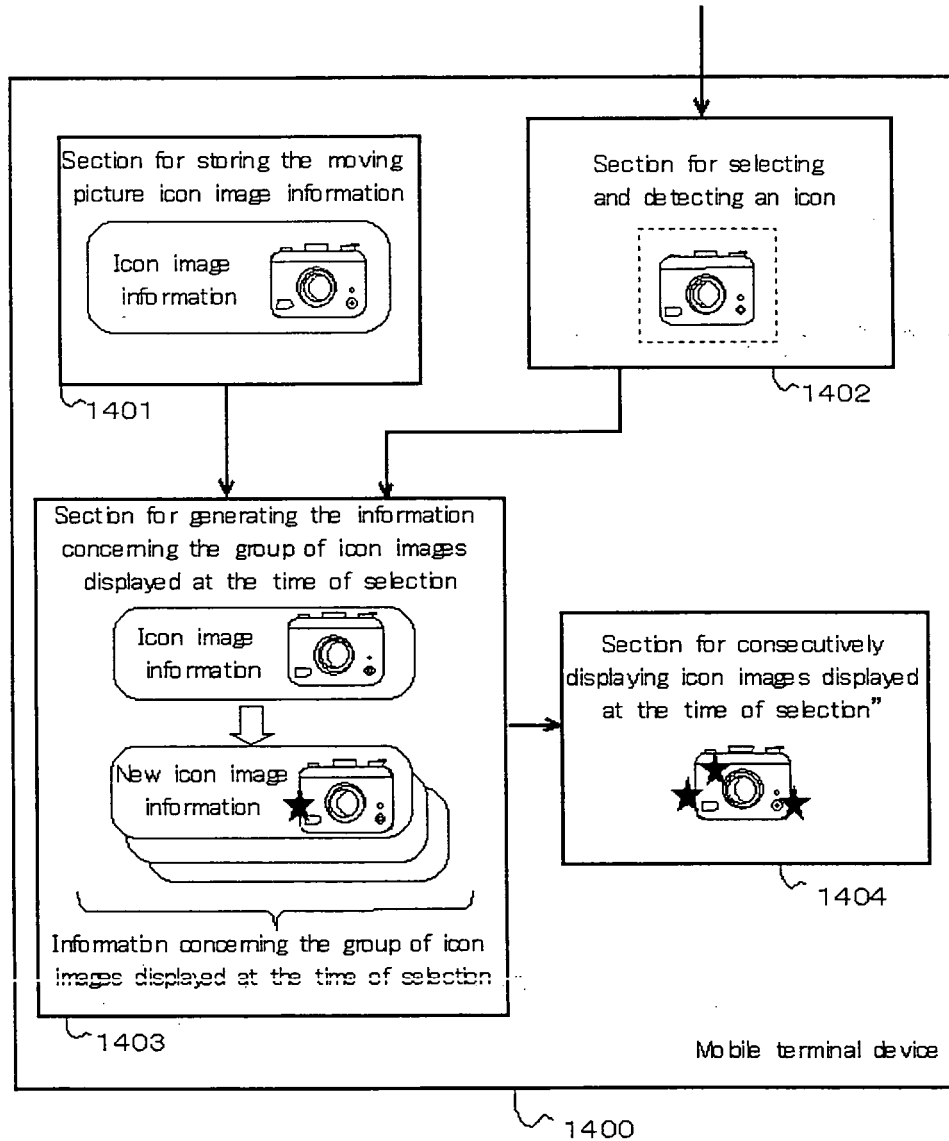 Section for storing the moving
picture icon image information
Icon image
information
1401
Section for selecting
and detecting an icon
1402
Section for generating the information
concerning the group of icon images
displayed at the time of selection
Icon image
information
New icon image
information
Information concerning the group of icon
images displayed at the time of selection
1403
Section for consecutively
displaying icon images displayed
at the time of selection”
1404
Mobile terminal device
1400